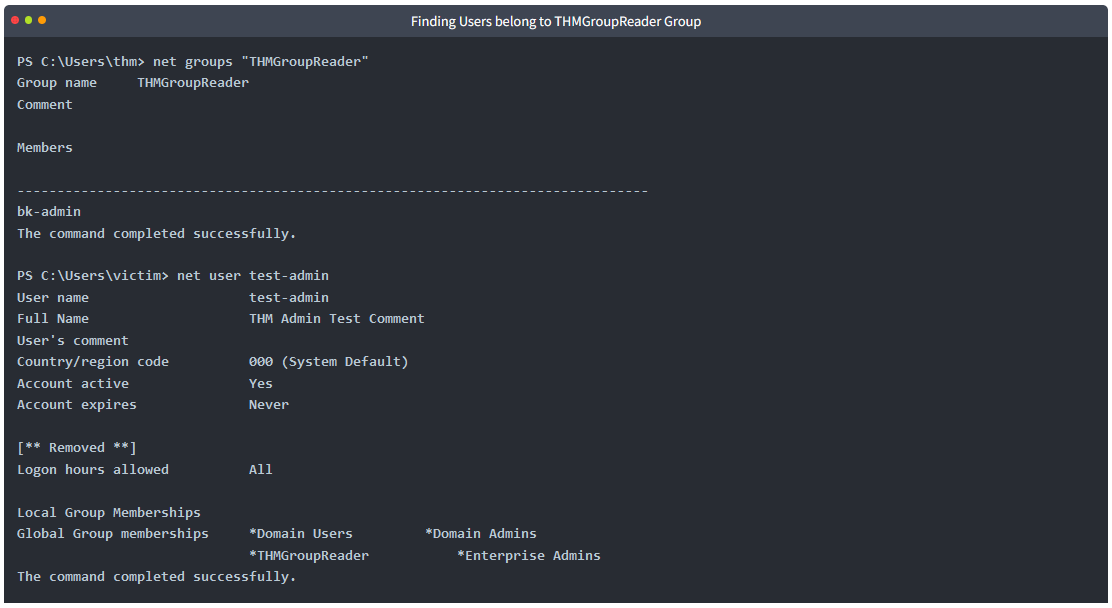 Finding Users belong to THMGroupReader Group
PS C:\Users\thm> net groups "THMGroupReader"
Group name     THMGroupReader
Comment
Members
-------------------------------------------------------------------------------
bk-admin
The command completed successfully.
PS C:\Users\victim> net user test-admin
User name                    test-admin
Full Name                    THM Admin Test Comment
User's comment
Country/region code          000 (System Default)
Account active               Yes
Account expires              Never
[** Removed **]
Logon hours allowed          All
Local Group Memberships
Global Group memberships     *Domain Users         *Domain Admins
                             *THMGroupReader           *Enterprise Admins
The command completed successfully.